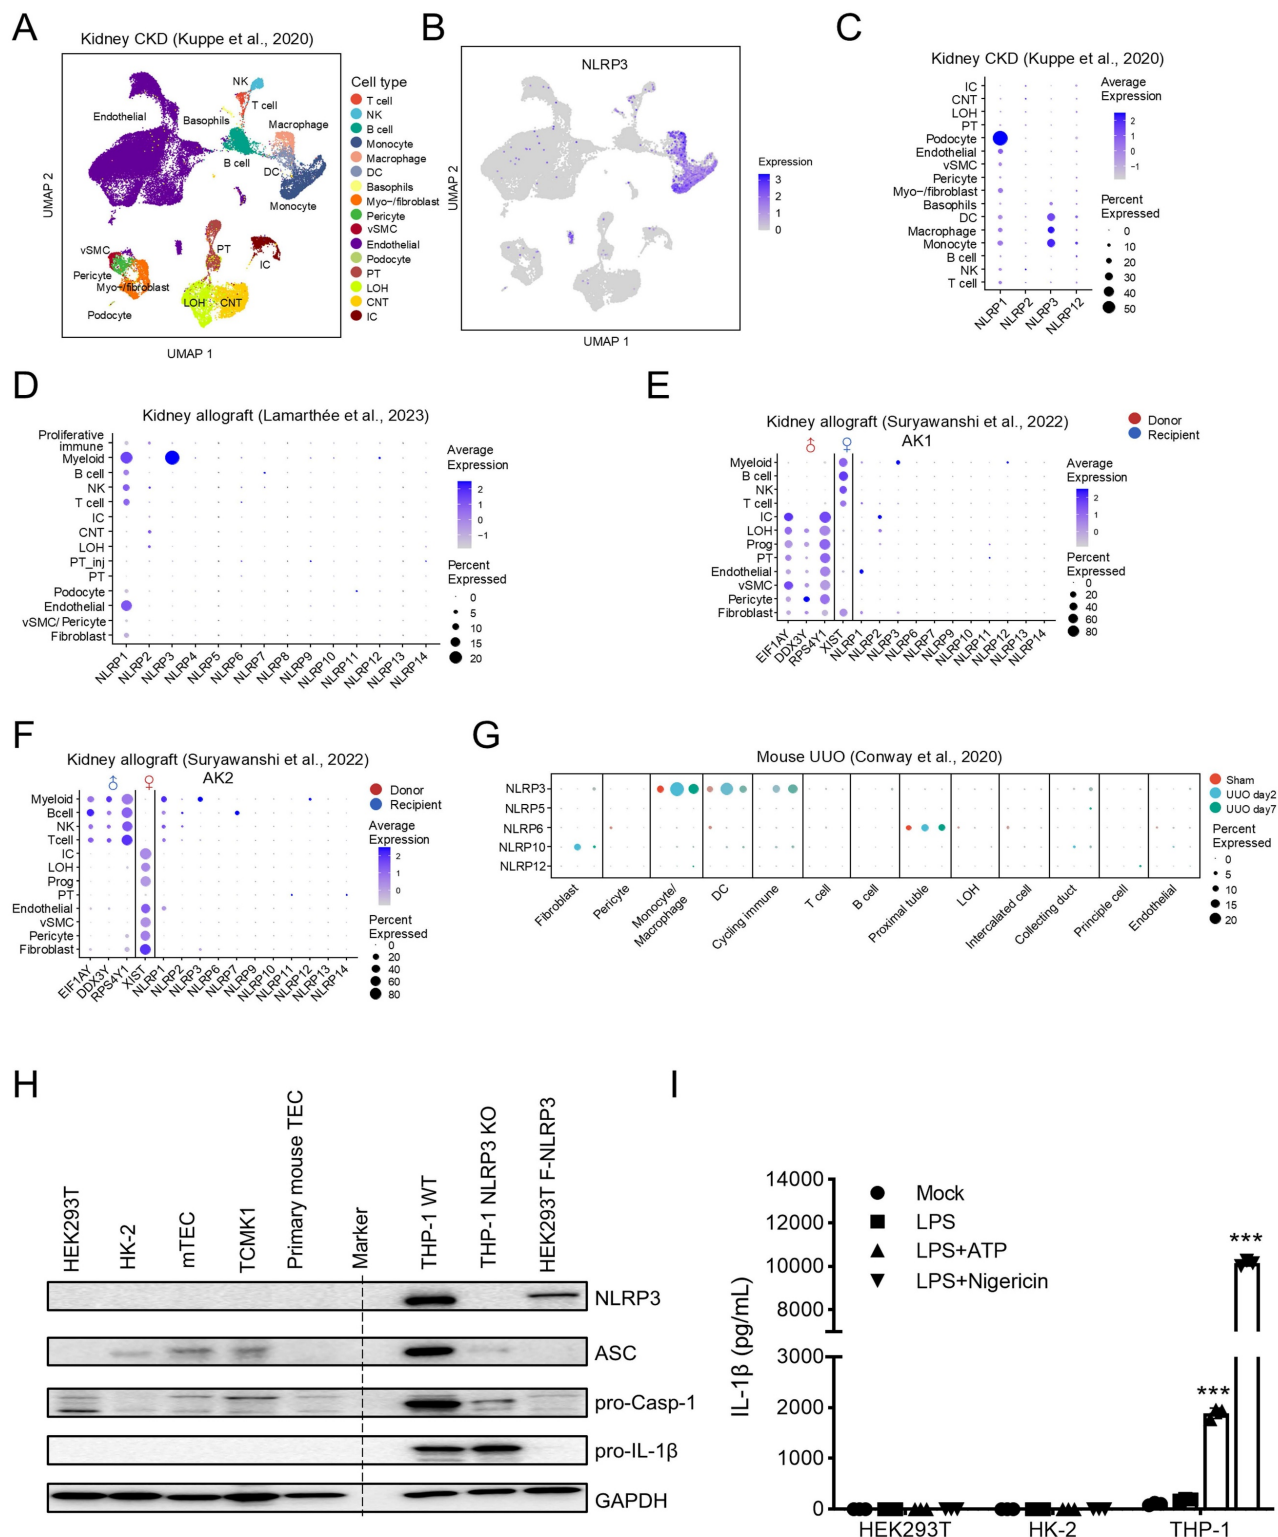 A
Kidney CKD (Kuppe et al., 2020)
UMAP 2
UMAP 1
Endothelial
NK
T cell
Basophils
Macrophage
B cell
DC
Monocyte
vSMC
PT
Pericyte
IC
Myo-/fibroblast
LOH
CNT
Podocyte
Cell type
T cell
NK
B cell
Monocyte
Macrophage
DC
Basophils
Myo-/fibroblast
Pericyte
vSMC
Endothelial
Podocyte
PT
LOH
CNT
IC
B
NLRP3
UMAP 2
UMAP 1
Expression
3
2
1
0
C
Kidney CKD (Kuppe et al., 2020)
IC
CNT
LOH
PT
Podocyte
Endothelial
vSMC
Pericyte
Myo-/fibroblast
Basophils
DC
Macrophage
Monocyte
B cell
NK
T cell
NLRP1
NLRP2
NLRP3
NLRP12
Average
Expression
2
1
0
−1
Percent
Expressed
0
10
20
30
40
50
D
Kidney allograft (Lamarthée et al., 2023)
Proliferative
immune
Myeloid
B cell
NK
T cell
IC
CNT
LOH
PT_inj
PT
Podocyte
Endothelial
vSMC/ Pericyte
Fibroblast
NLRP1
NLRP2
NLRP3
NLRP4
NLRP5
NLRP6
NLRP7
NLRP8
NLRP9
NLRP10
NLRP11
NLRP12
NLRP13
NLRP14
Average
Expression
2
1
0
−1
Percent
Expressed
0
5
10
15
20
E
Kidney allograft (Suryawanshi et al., 2022)
♂ ♀ AK1
Donor
Recipient
Myeloid
B cell
NK
T cell
IC
LOH
Prog
PT
Endothelial
vSMC
Pericyte
Fibroblast
EIF1AY
DDX3Y
RPS4Y1
XIST
NLRP1
NLRP2
NLRP3
NLRP6
NLRP7
NLRP9
NLRP10
NLRP11
NLRP12
NLRP13
NLRP14
Average
Expression
2
1
0
Percent
Expressed
0
20
40
60
80
F
Kidney allograft (Suryawanshi et al., 2022)
♂ ♀ AK2
Donor
Recipient
Myeloid
Bcell
NK
Tcell
IC
LOH
Prog
PT
Endothelial
vSMC
Pericyte
Fibroblast
EIF1AY
DDX3Y
RPS4Y1
XIST
NLRP1
NLRP2
NLRP3
NLRP6
NLRP7
NLRP9
NLRP10
NLRP11
NLRP12
NLRP13
NLRP14
Average
Expression
2
1
0
Percent
Expressed
0
20
40
60
80
G
Mouse UUO (Conway et al., 2020)
NLRP3
NLRP5
NLRP6
NLRP10
NLRP12
Fibroblast
Pericyte
Monocyte/
Macrophage
DC
Cycling immune
T cell
B cell
Proximal tuble
LOH
Intercalated cell
Collecting duct
Principle cell
Endothelial
Sham
UUO day2
UUO day7
Percent
Expressed
0
5
10
15
20
H
HEK293T
HK-2
mTEC
TCMK1
Primary mouse TEC
Marker
THP-1 WT
THP-1 NLRP3 KO
HEK293T F-NLRP3
NLRP3
ASC
pro-Casp-1
pro-IL-1β
GAPDH
I
IL-1β (pg/mL)
14000
12000
10000
8000
3000
2000
1000
0
Mock
LPS
LPS+ATP
LPS+Nigericin
***
***
HEK293T
HK-2
THP-1